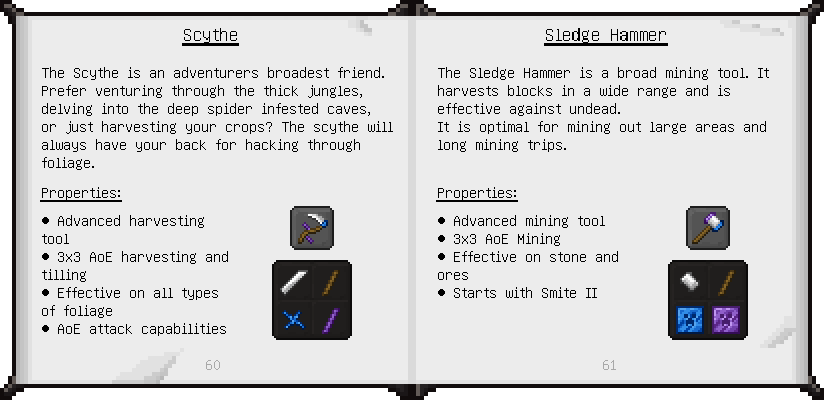 Scythe
The Scythe is an adventurers broadest friend.
Prefer venturing through the thick jungles,
delving into the deep spider infested caves,
or just harvesting your crops? The scythe will
always have your back for hacking through
foliage.
Properties:
• Advanced harvesting
tool
• 3x3 AoE harvesting and
tilling
• Effective on all types
of foliage
• AoE attack capabilities
60
Sledge Hammer
The Sledge Hammer is a broad mining tool. It
harvests blocks in a wide range and is
effective against undead.
It is optimal for mining out large areas and
long mining trips.
Properties:
• Advanced mining tool
• 3x3 AoE Mining
• Effective on stone and
ores
• Starts with Smite II
61